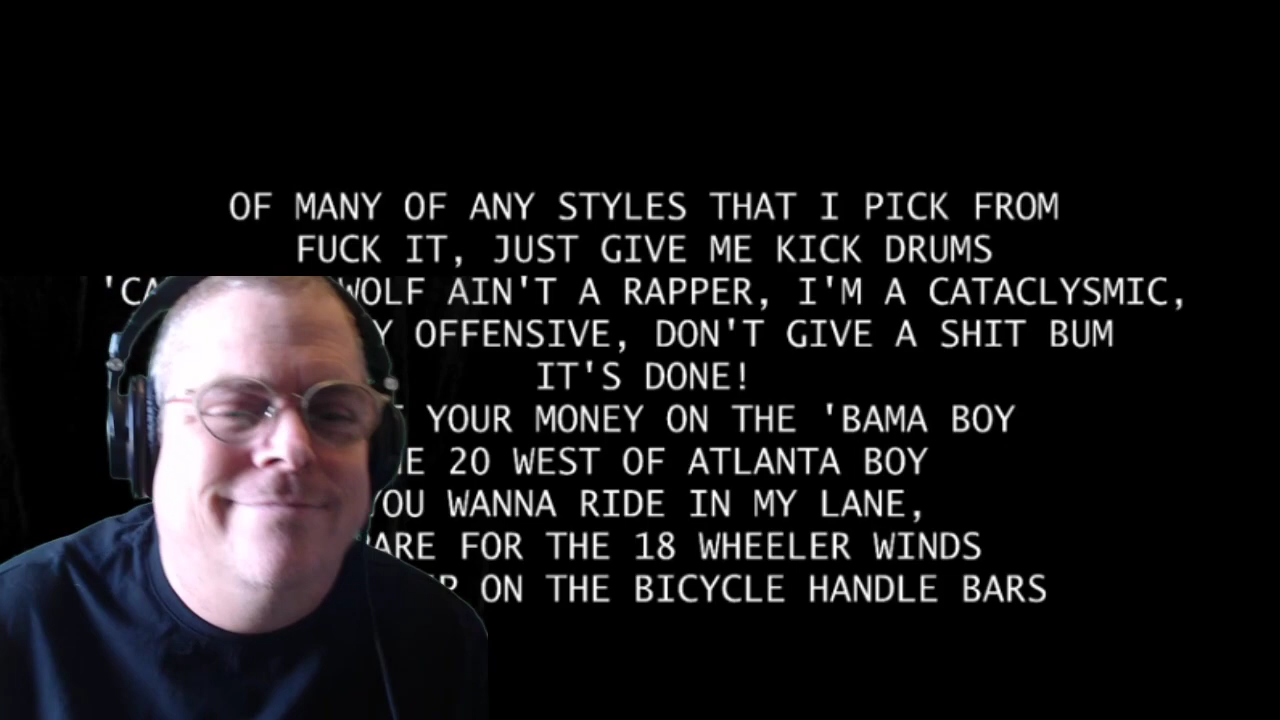 OF MANY OF ANY STYLES THAT I PICK FROM
FUCK IT, JUST GIVE ME KICK DRUMS
AIN'T A RAPPER, I'M A CATACLYSMIC,
OFFENSIVE, DON'T GIVE A SHIT BUM
IT'S DONE!
YOUR MONEY ON THE 'BAMA BOY
20 WEST OF ATLANTA BOY
WANNA RIDE IN MY LANE,
FOR THE 18 WHEELER WINDS
ON THE BICYCLE HANDLE BARS